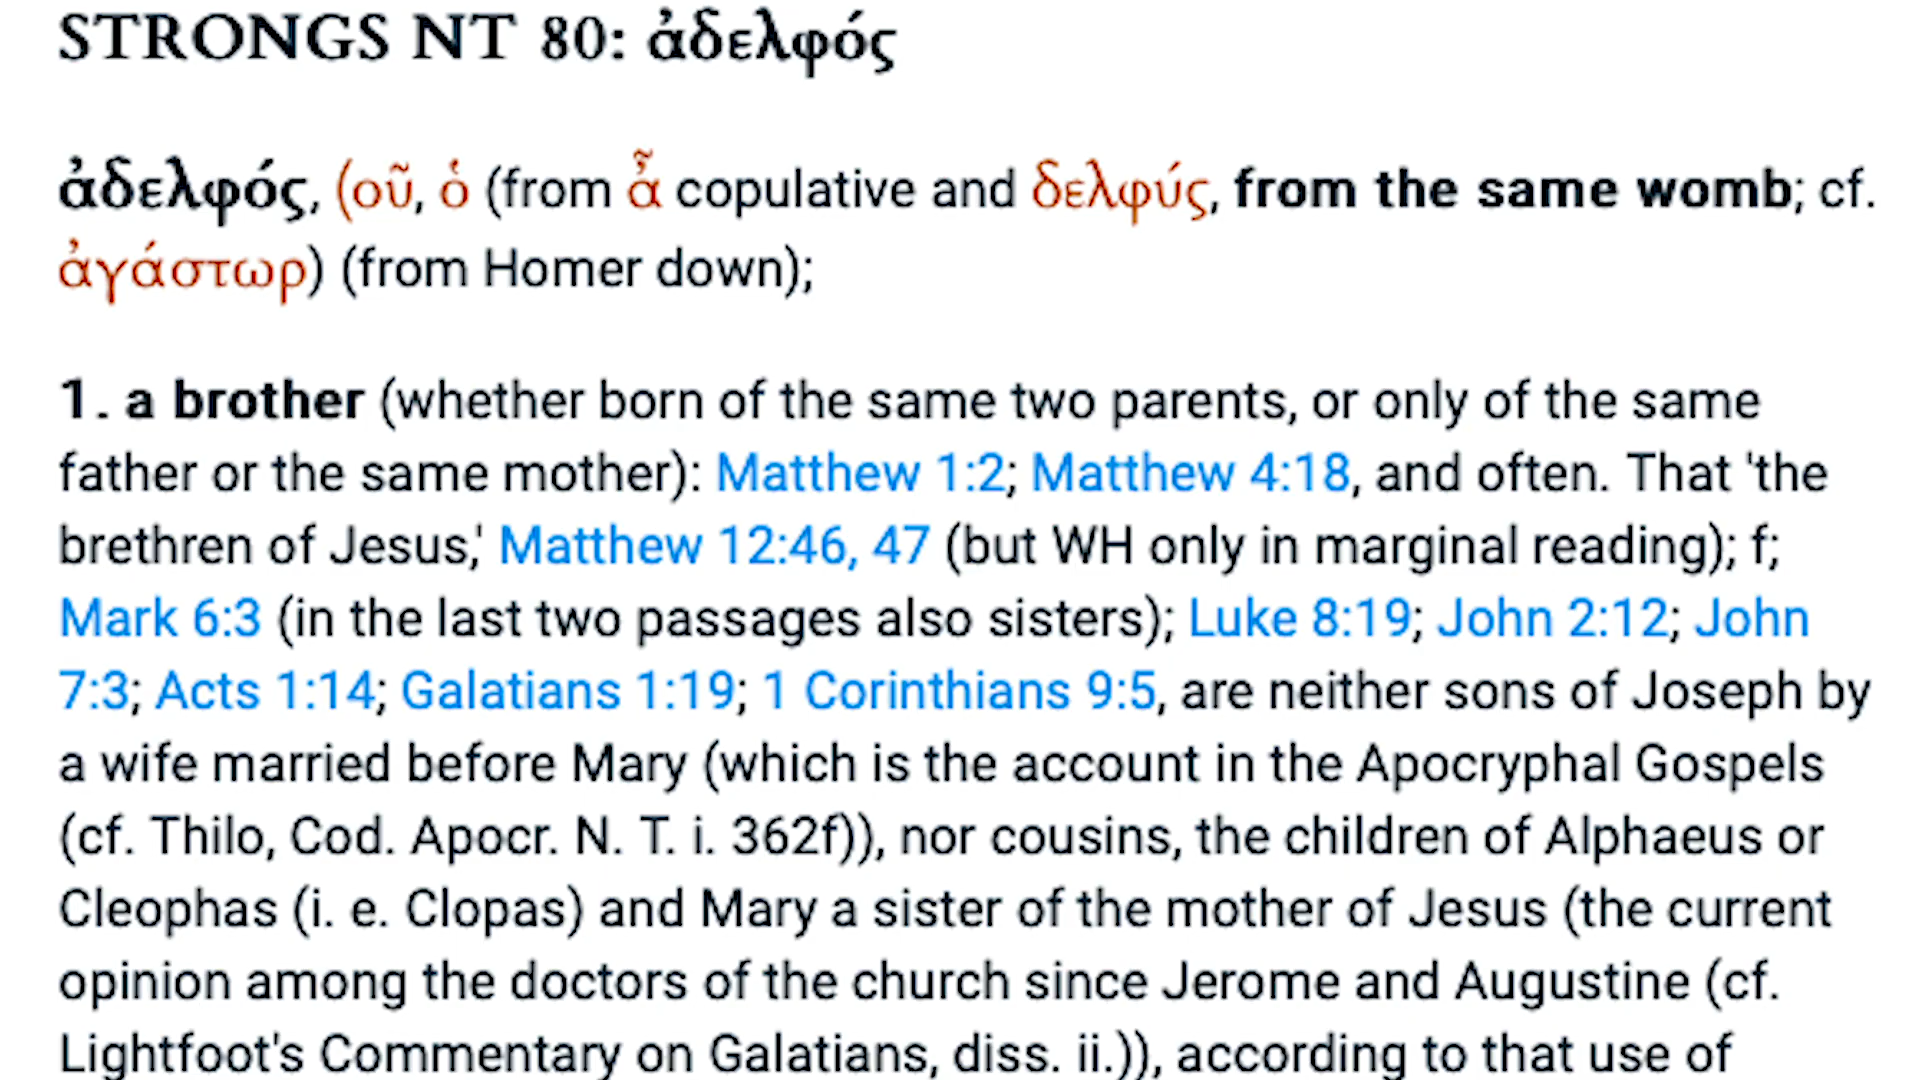 STRONGS NT 80: ἀδελφός
ἀδελφός, (οῦ, ὁ (from ἆ copulative and δελφύς, from the same womb; cf.
ἀγάστωρ) (from Homer down);
1. a brother (whether born of the same two parents, or only of the same
father or the same mother): Matthew 1:2; Matthew 4:18, and often. That 'the
brethren of Jesus,' Matthew 12:46, 47 (but WH only in marginal reading); f;
Mark 6:3 (in the last two passages also sisters); Luke 8:19; John 2:12; John
7:3; Acts 1:14; Galatians 1:19; 1 Corinthians 9:5, are neither sons of Joseph by
a wife married before Mary (which is the account in the Apocryphal Gospels
(cf. Thilo, Cod. Apocr. N. T. i. 362f)), nor cousins, the children of Alphaeus or
Cleophas (i. e. Clopas) and Mary a sister of the mother of Jesus (the current
opinion among the doctors of the church since Jerome and Augustine (cf.
Lightfoot's Commentary on Galatians, diss. ii.)), according to that use of